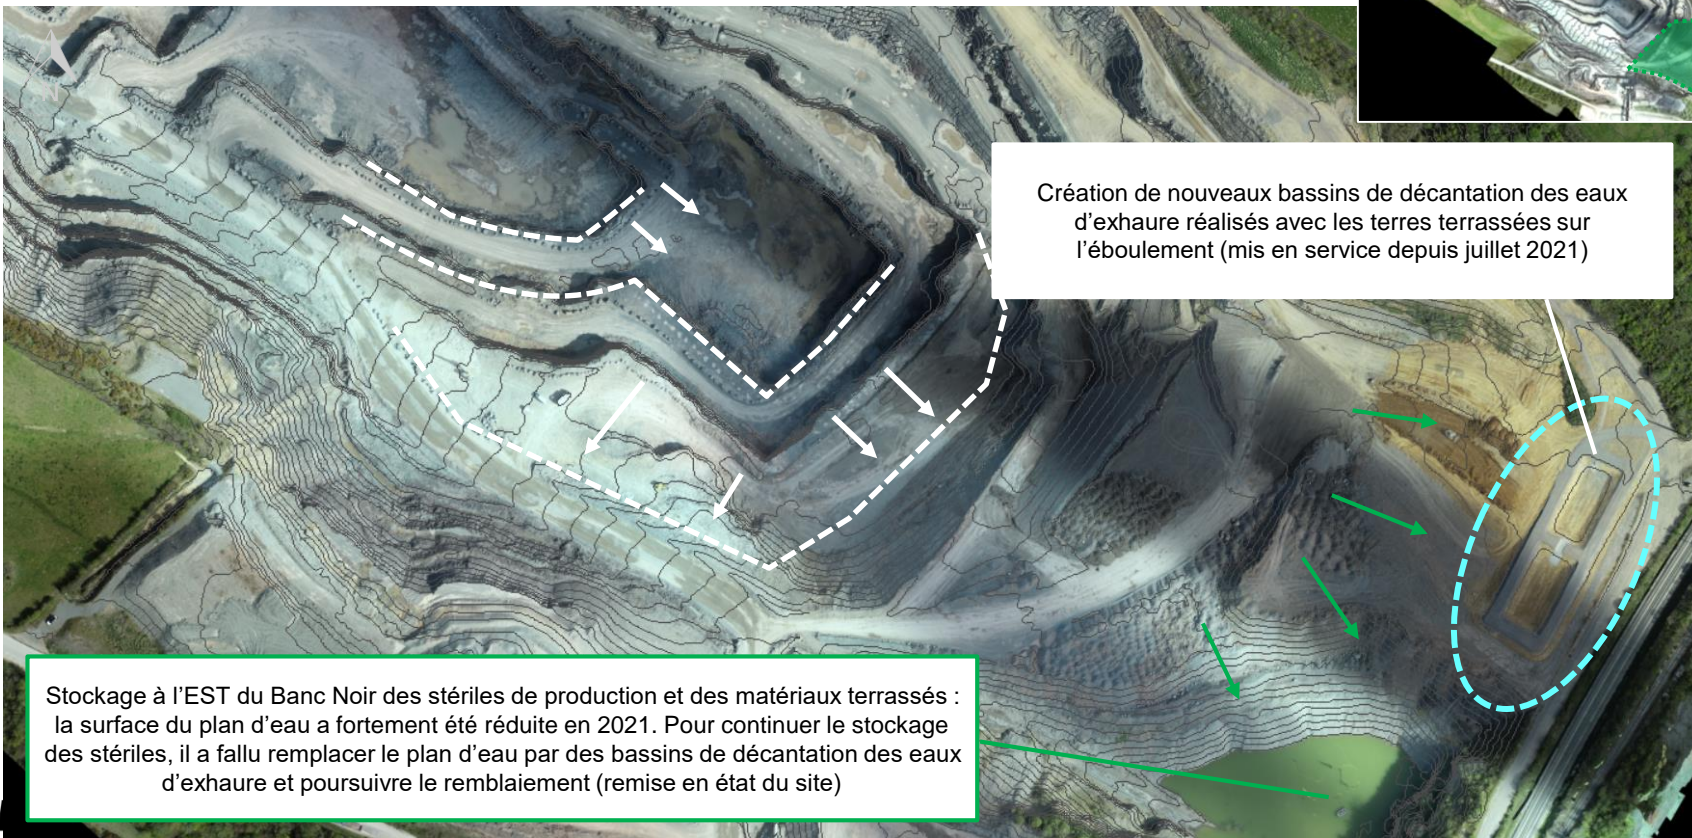 Création de nouveaux bassins de décantation des eaux
d’exhaure réalisés avec les terres terrassées sur
l’éboulement (mis en service depuis juillet 2021)
Stockage à l’EST du Banc Noir des stériles de production et des matériaux terrassés :
la surface du plan d’eau a fortement été réduite en 2021. Pour continuer le stockage
des stériles, il a fallu remplacer le plan d’eau par des bassins de décantation des eaux
d’exhaure et poursuivre le remblaiement (remise en état du site)